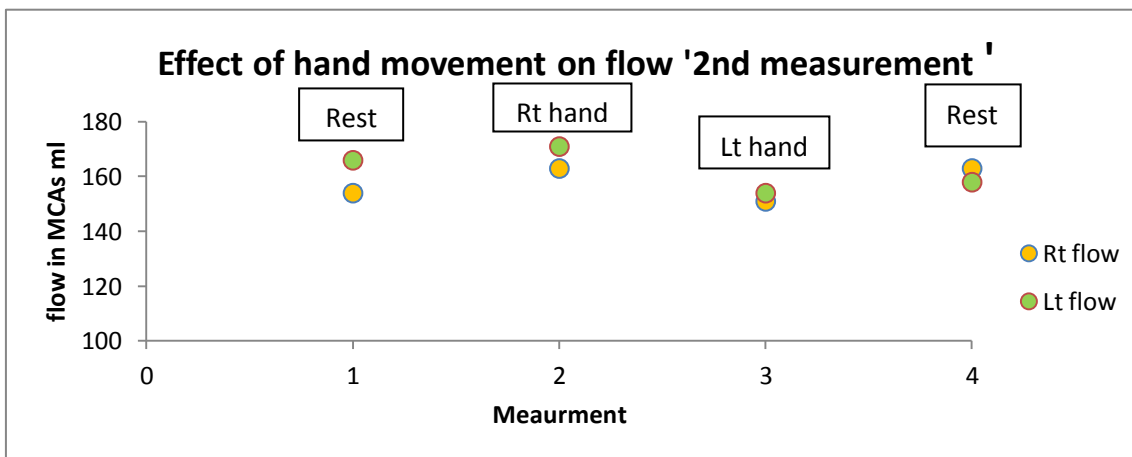 Effect of hand movement on flow '2nd measurement '
Rest
Rt hand
Lt hand
Rest
180
160
140
120
100
flow in MCAs ml
0 1 2 3 4
Meaurment
Rt flow
Lt flow